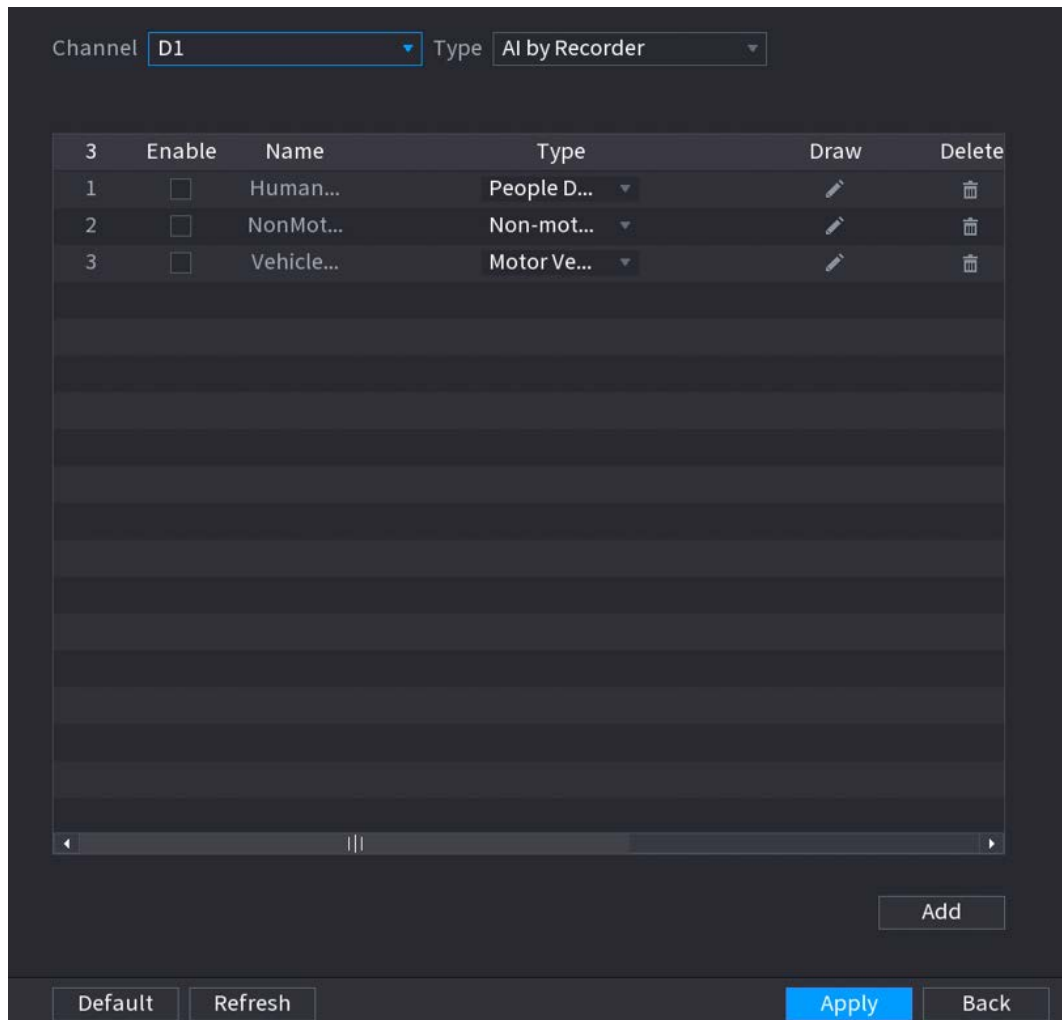 Channel D1 Type AI by Recorder
3 Enable Name Type Draw Delete
1 Human... People D...
2 NonMot... Non-mot...
3 Vehicle... Motor Ve...
Add
Default Refresh Apply Back